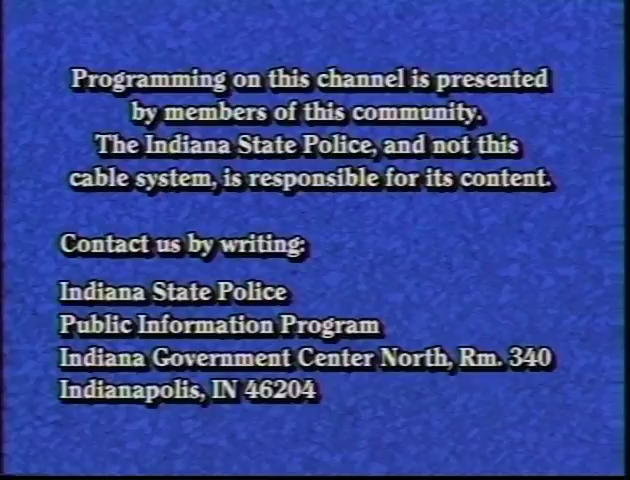 Programming on this channel is presented
by members of this community.
The Indiana State Police, and not this
cable system, is responsible for its content.
Contact us by writing:
Indiana State Police
Public Information Program
Indiana Government Center North, Rm. 340
Indianapolis, IN 46204